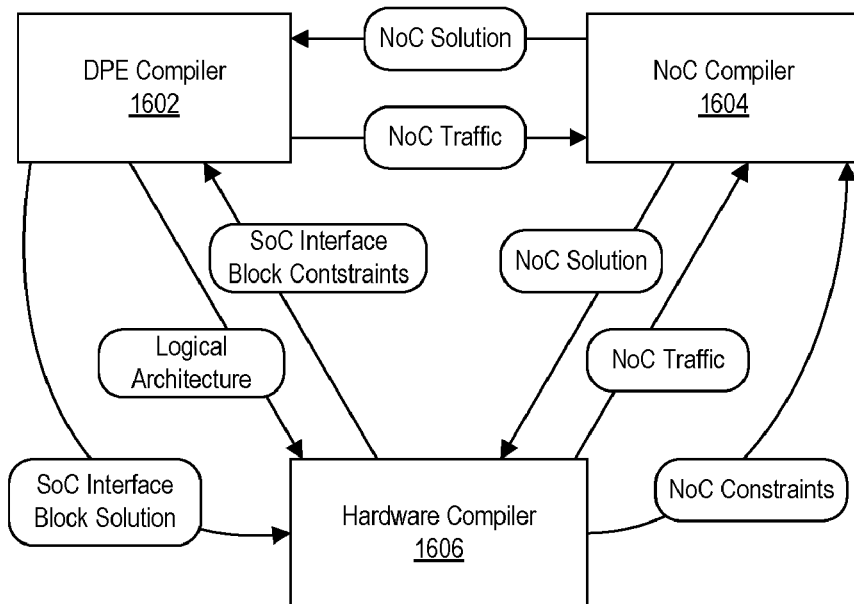 NoC Solution
DPE Compiler
1602
NoC Compiler
1604
NoC Traffic
SoC Interface
Block Contstraints
NoC Solution
Logical
Architecture
NoC Traffic
SoC Interface
Block Solution
NoC Constraints
Hardware Compiler
1606